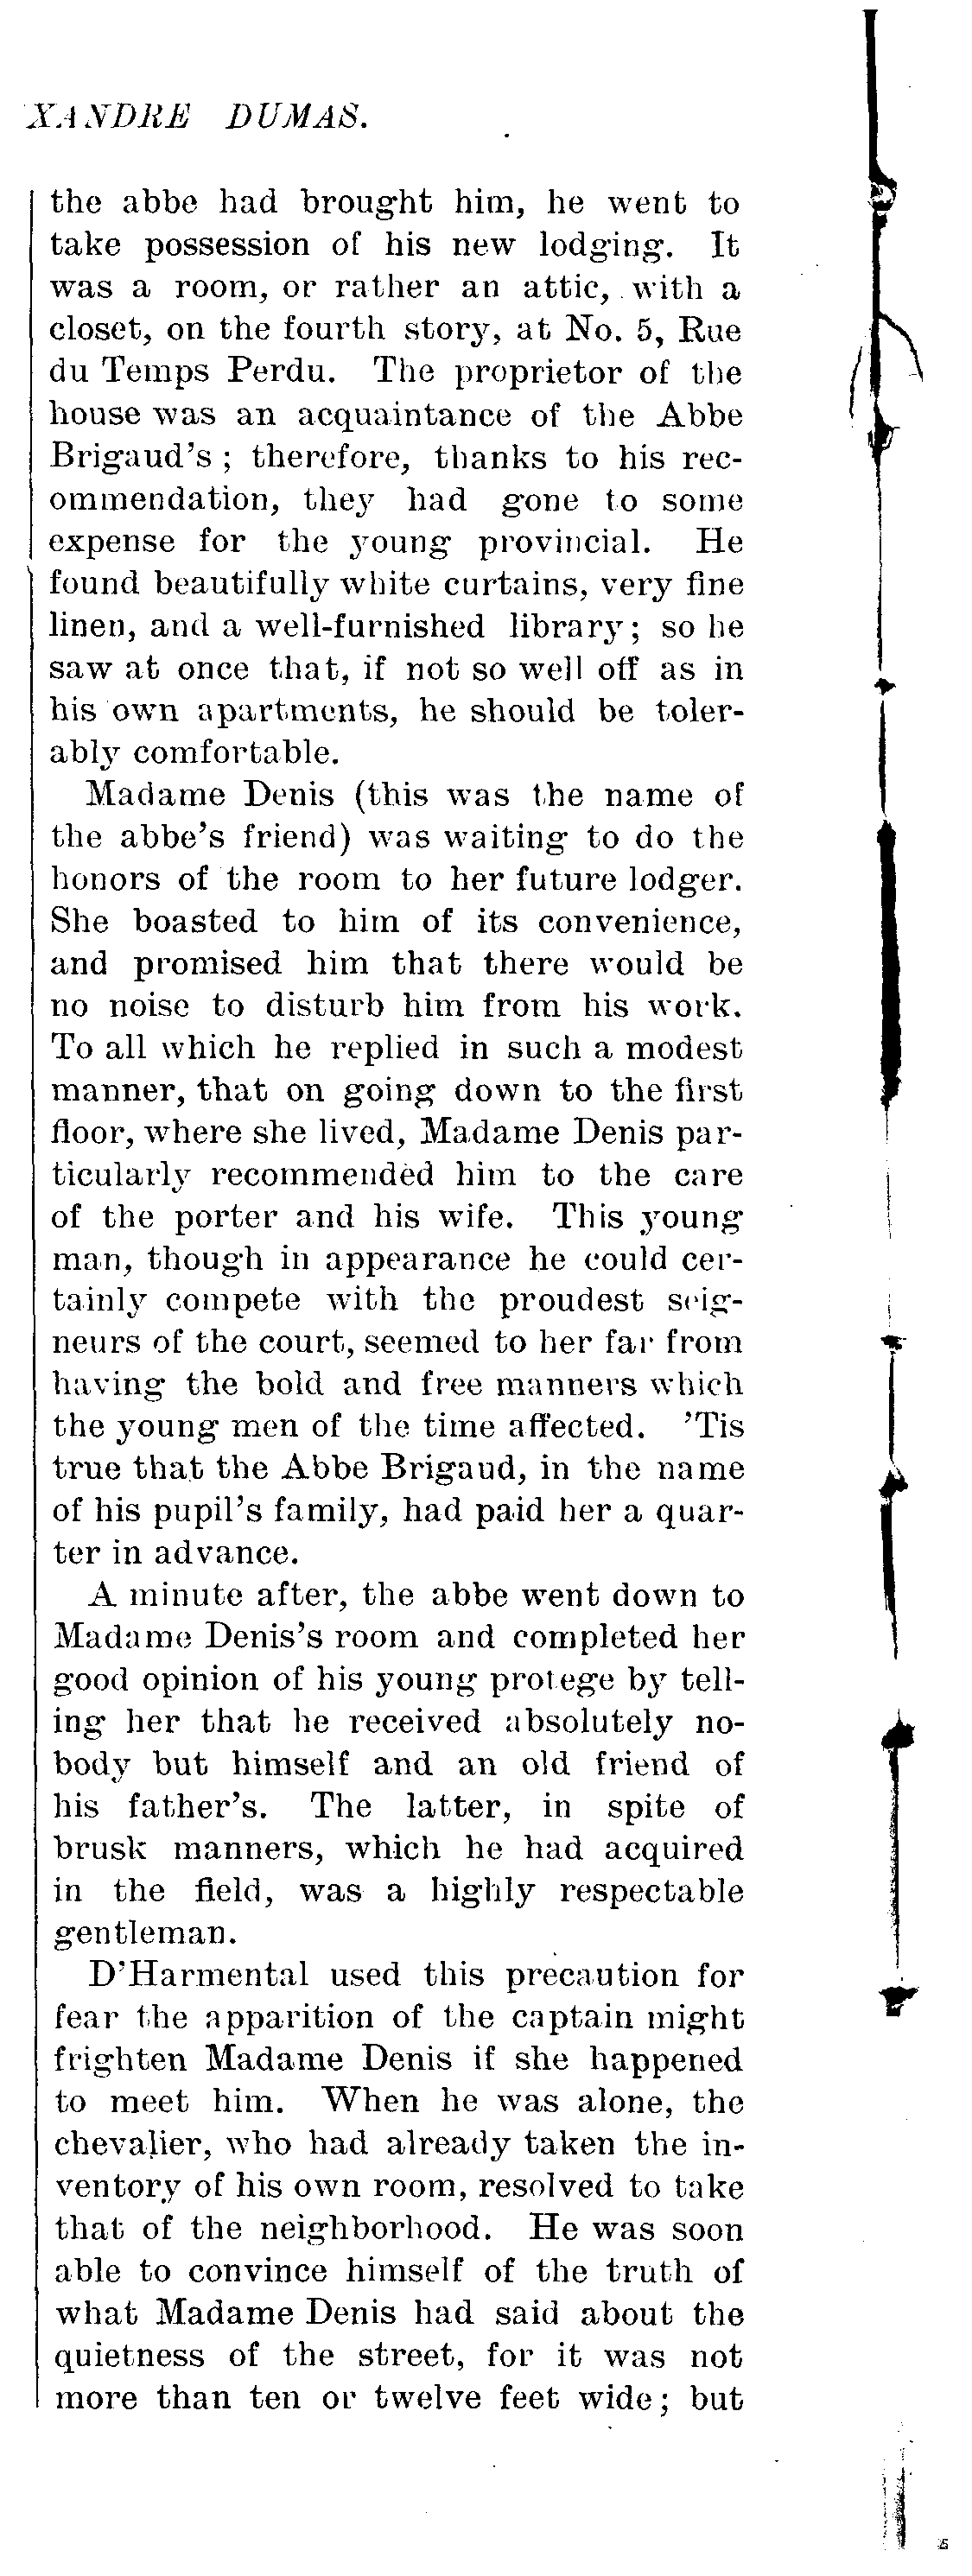 XANDRE DUMAS.
the abbe had brought him, he went to
take possession of his new lodging. It
was a room, or rather an attic, with a
closet, on the fourth story, at No. 5, Rue
du Temps Perdu. The proprietor of the
house was an acquaintance of the Abbe
Brigaud's ; therefore, thanks to his rec-
ommendation, they had gone to some
expense for the young provincial. He
found beautifully white curtains, very fine
linen, and a well-furnished library; so he
saw at once that, if not so well off as in
his own apartments, he should be toler-
ably comfortable.
Madame Denis (this was the name of
the abbe's friend) was waiting to do the
honors of the room to her future lodger.
She boasted to him of its convenience,
and promised him that there would be
no noise to disturb him from his work.
To all which he replied in such a modest
manner, that on going down to the first
floor, where she lived, Madame Denis par-
ticularly recommended him to the care
of the porter and his wife. This young
man, though in appearance he could cer-
tainly compete with the proudest seig-
neurs of the court, seemed to her far from
having the bold and free manners which
the young men of the time affected. 'Tis
true that the Abbe Brigaud, in the name
of his pupil's family, had paid her a quar-
ter in advance.
A minute after, the abbe went down to
Madame Denis's room and completed her
good opinion of his young protege by tell-
ing her that he received absolutely no-
body but himself and an old friend of
his father's. The latter, in spite of
brusk manners, which he had acquired
in the field, was a highly respectable
gentleman.
D'Harmental used this precaution for
fear the apparition of the captain might
frighten Madame Denis if she happened
to meet him. When he was alone, the
chevalier, who had already taken the in-
ventory of his own room, resolved to take
that of the neighborhood. He was soon
able to convince himself of the truth of
what Madame Denis had said about the
quietness of the street, for it was not
more than ten or twelve feet wide; but